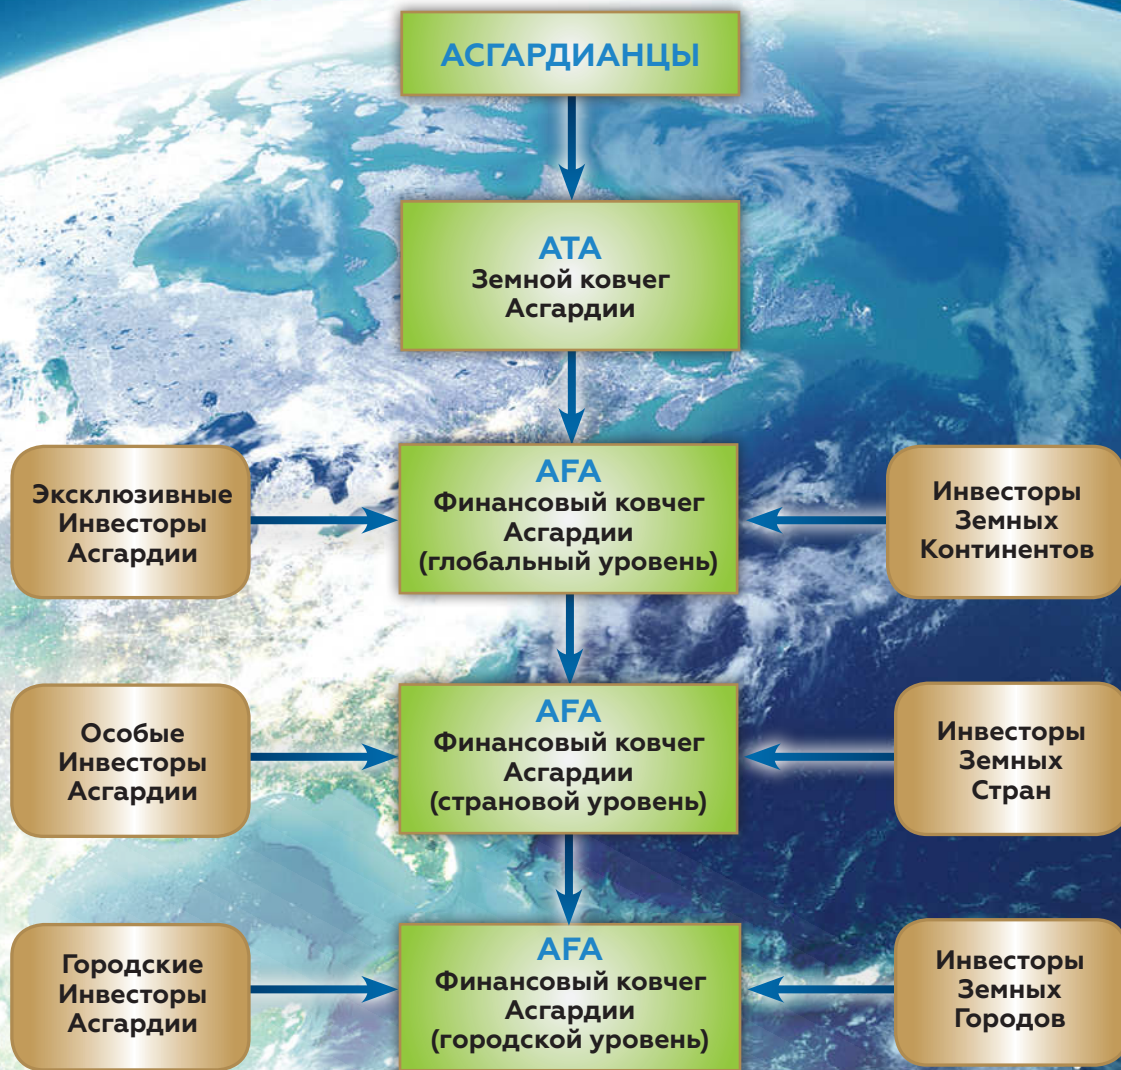 АСГАРДИАНЦЫ
ATA
Земной ковчег
Асгардии
Эксклюзивные
Инвесторы
Асгардии
AFA
Финансовый ковчег
Асгардии
(глобальный уровень)
Инвесторы
Земных
Континентов
Особые
Инвесторы
Асгардии
AFA
Финансовый ковчег
Асгардии
(страновой уровень)
Инвесторы
Земных
Стран
Городские
Инвесторы
Асгардии
AFA
Финансовый ковчег
Асгардии
(городской уровень)
Инвесторы
Земных
Городов